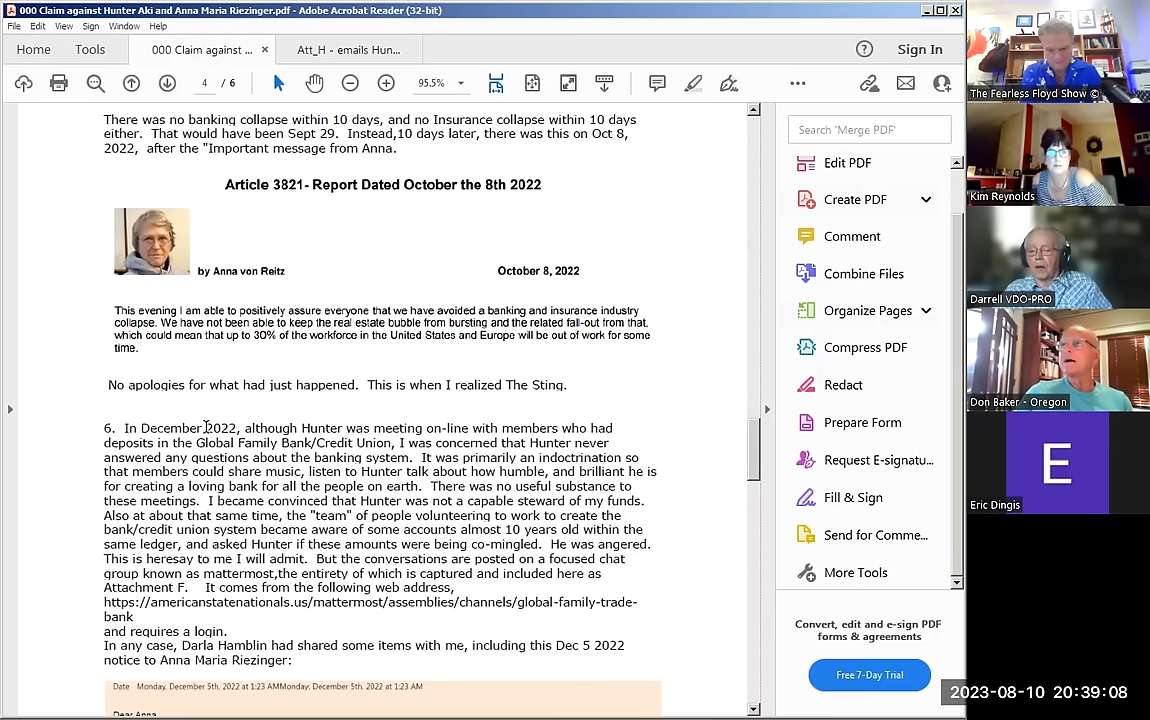 000 Claim against Hunter Aki and Anna Maria Riezinger.pdf - Adobe Acrobat Reader (32-bit)
File Edit View Sign Window Help
Home Tools 000 Claim against ... × Att_H - emails Hun... Sign In
4 / 6 95.5%
There was no banking collapse within 10 days, and no Insurance collapse within 10 days
either. That would have been Sept 29. Instead,10 days later, there was this on Oct 8,
2022, after the "Important message from Anna.
Article 3821- Report Dated October the 8th 2022
by Anna von Reitz October 8, 2022
This evening I am able to positively assure everyone that we have avoided a banking and insurance industry
collapse. We have not been able to keep the real estate bubble from bursting and the related fall-out from that,
which could mean that up to 30% of the workforce in the United States and Europe will be out of work for some
time.
No apologies for what had just happened. This is when I realized The Sting.
6. In December 2022, although Hunter was meeting on-line with members who had
deposits in the Global Family Bank/Credit Union, I was concerned that Hunter never
answered any questions about the banking system. It was primarily an indoctrination so
that members could share music, listen to Hunter talk about how humble, and brilliant he is
for creating a loving bank for all the people on earth. There was no useful substance to
these meetings. I became convinced that Hunter was not a capable steward of my funds.
Also at about that same time, the "team" of people volunteering to work to create the
bank/credit union system became aware of some accounts almost 10 years old within the
same ledger, and asked Hunter if these amounts were being co-mingled. He was angered.
This is heresay to me I will admit. But the conversations are posted on a focused chat
group known as mattermost,the entirety of which is captured and included here as
Attachment F. It comes from the following web address,
https://americanstatenationals.us/mattermost/assemblies/channels/global-family-trade-
bank
and requires a login.
In any case, Darla Hamblin had shared some items with me, including this Dec 5 2022
notice to Anna Maria Riezinger:
Date Monday, December 5th, 2022 at 1:23 AMMonday, December 5th, 2022 at 1:23 AM
Dear Anna
Search 'Merge PDF'
Edit PDF
Create PDF
Comment
Combine Files
Organize Pages
Compress PDF
Redact
Prepare Form
Request E-signatu...
Fill & Sign
Send for Comme...
More Tools
Convert, edit and e-sign PDF
forms & agreements
Free 7-Day Trial
The Fearless Floyd Show ©
Kim Reynolds
Darrell VDO-PRO
Don Baker - Oregon
E
Eric Dingis
2023-08-10 20:39:08